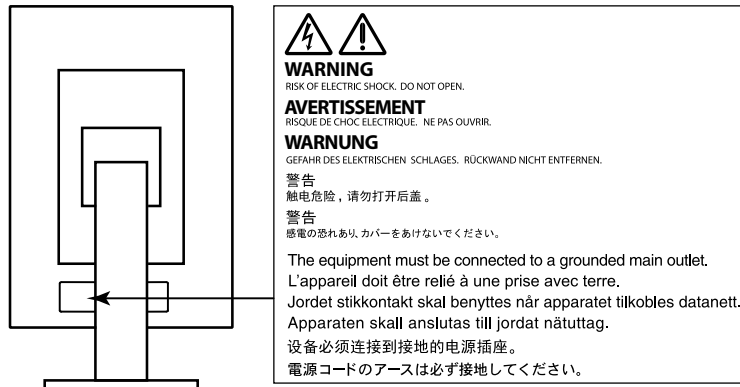 WARNING
RISK OF ELECTRIC SHOCK. DO NOT OPEN.
AVERTISSEMENT
RISQUE DE CHOC ELECTRIQUE. NE PAS OUVRIR.
WARNUNG
GEFAHR DES ELEKTRISCHEN SCHLAGES. RÜCKWAND NICHT ENTFERNEN.
警告
触电危险，请勿打开后盖。
警告
感電の恐れあり、カバーをあけないでください。
The equipment must be connected to a grounded main outlet.
L'appareil doit être relié à une prise avec terre.
Jordet stikkontakt skal benyttes når apparatet tilkobles datanett.
Apparaten skall anslutas till jordat nätuttag.
设备必须连接到接地的电源插座。
電源コードのアースは必ず接地してください。